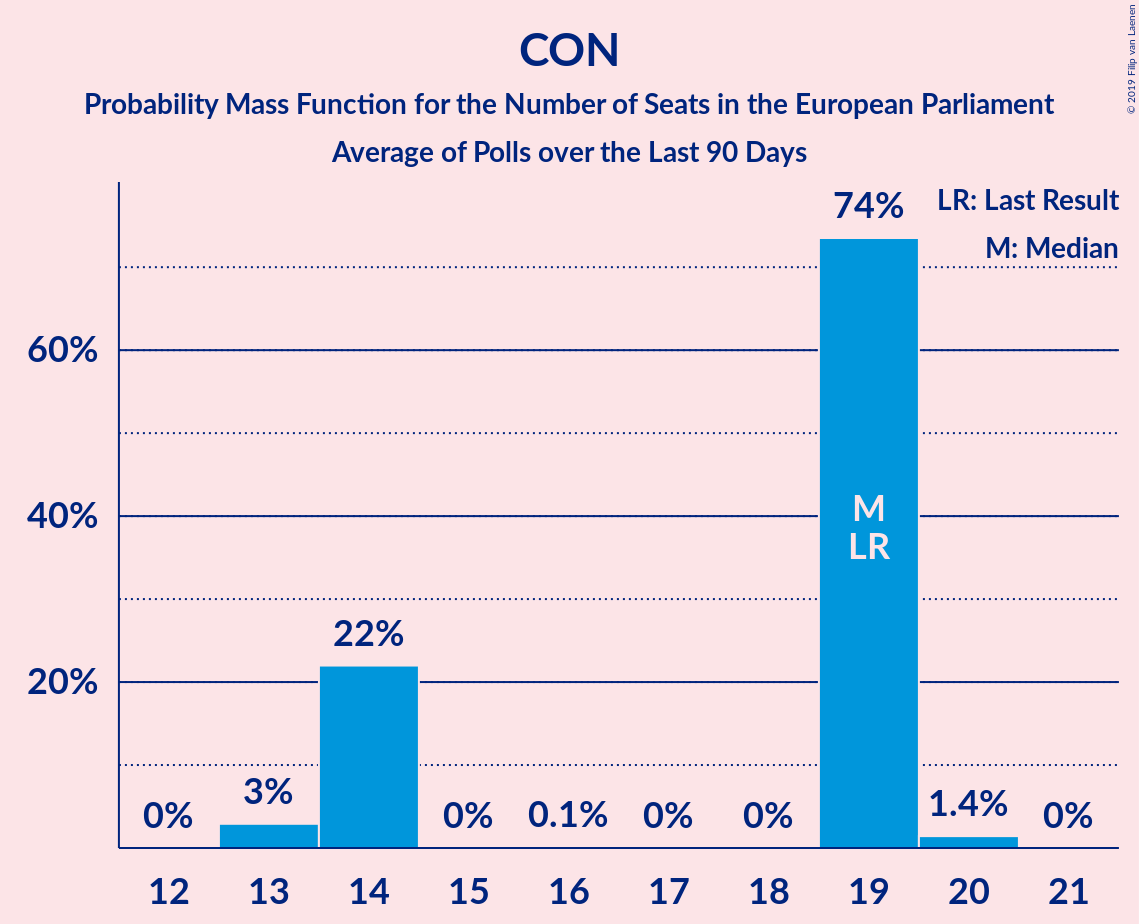 CON
Probability Mass Function for the Number of Seats in the European Parliament
Average of Polls over the Last 90 Days
© 2019 Filip van Laenen
LR: Last Result
M: Median
74%
60%
M
40%
LR
22%
20%
3%
1.4%
0%
0%
0.1%
0%
0%
0%
12
13
14
15
16
17
18
19
20
21